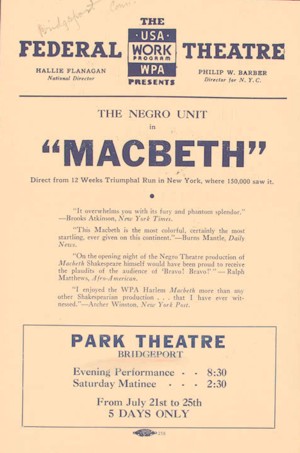 Bridgeport Conn.
THE
FEDERAL
USA
WORK
PROGRAM
WPA
THEATRE
HALLIE FLANAGAN
National Director
PRESENTS
PHILIP W. BARBER
Director for N. Y. C.
THE NEGRO UNIT
in
“MACBETH”
Direct from 12 Weeks Triumphal Run in New York, where 150,000 saw it.
“It overwhelms you with its fury and phantom splendor.”
—Brooks Atkinson, New York Times.
“This Macbeth is the most colorful, certainly the most
startling, ever given on this continent.”—Burns Mantle, Daily
News.
“On the opening night of the Negro Theatre production of
Macbeth Shakespeare himself would have been proud to receive
the plaudits of the audience of ‘Bravo! Bravo!’” — Ralph
Matthews, Afro-American.
“I enjoyed the WPA Harlem Macbeth more than any
other Shakespearian production . . . that I have ever wit-
nessed.”—Archer Winston, New York Post.
PARK THEATRE
BRIDGEPORT
Evening Performance - - 8:30
Saturday Matinee - - 2:30
From July 21st to 25th
5 DAYS ONLY